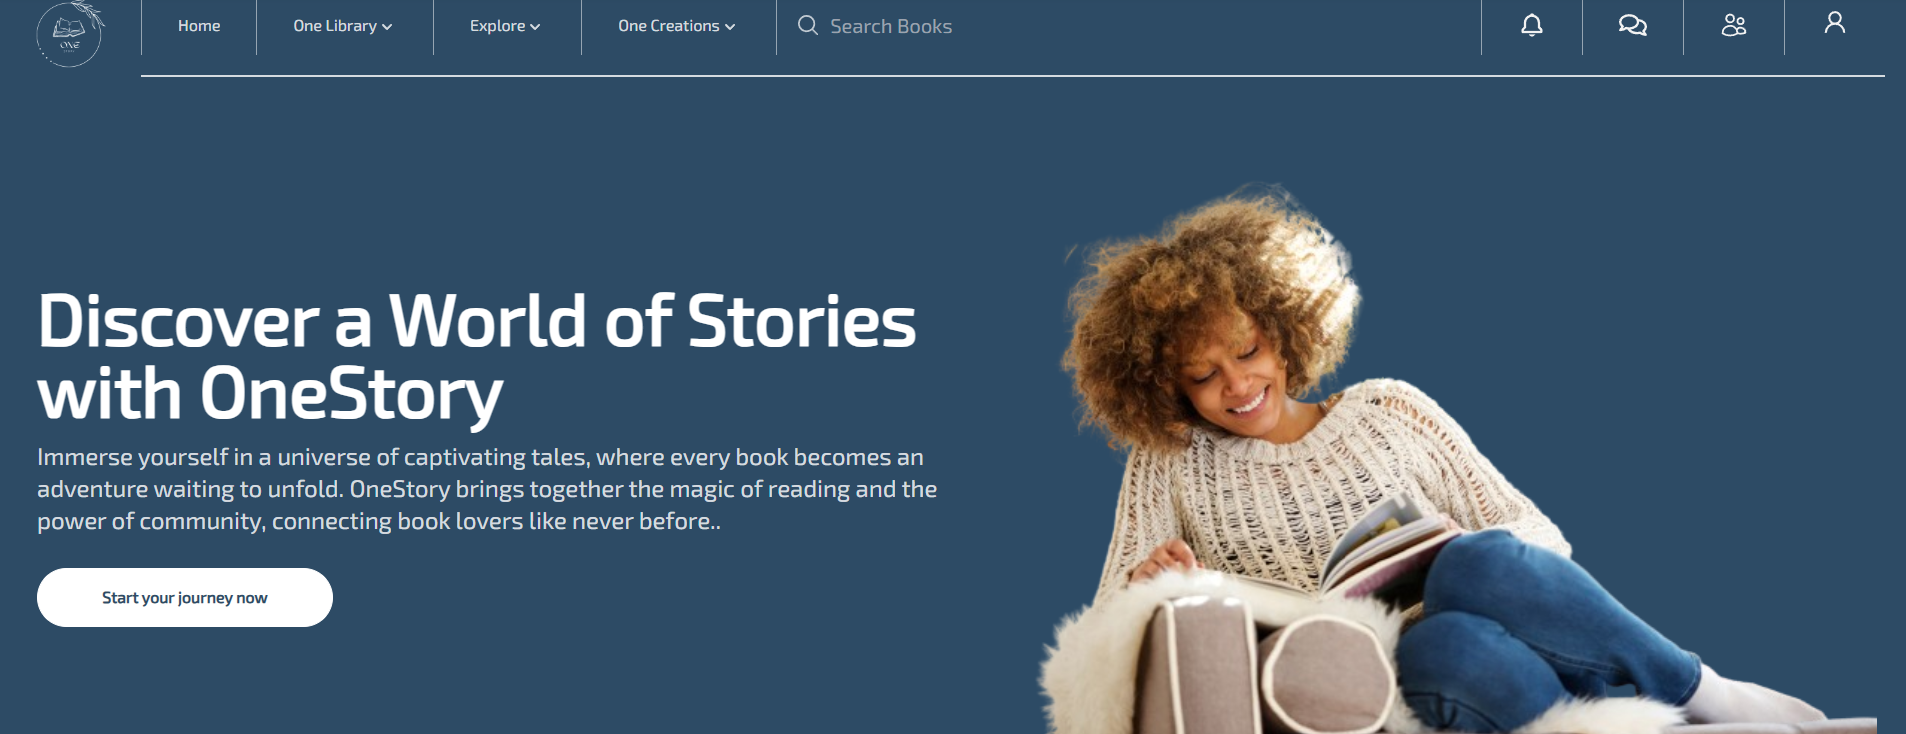 ONE
Home
One Library
Explore
One Creations
Search Books
Discover a World of Stories
with OneStory
Immerse yourself in a universe of captivating tales, where every book becomes an
adventure waiting to unfold. OneStory brings together the magic of reading and the
power of community, connecting book lovers like never before..
Start your journey now